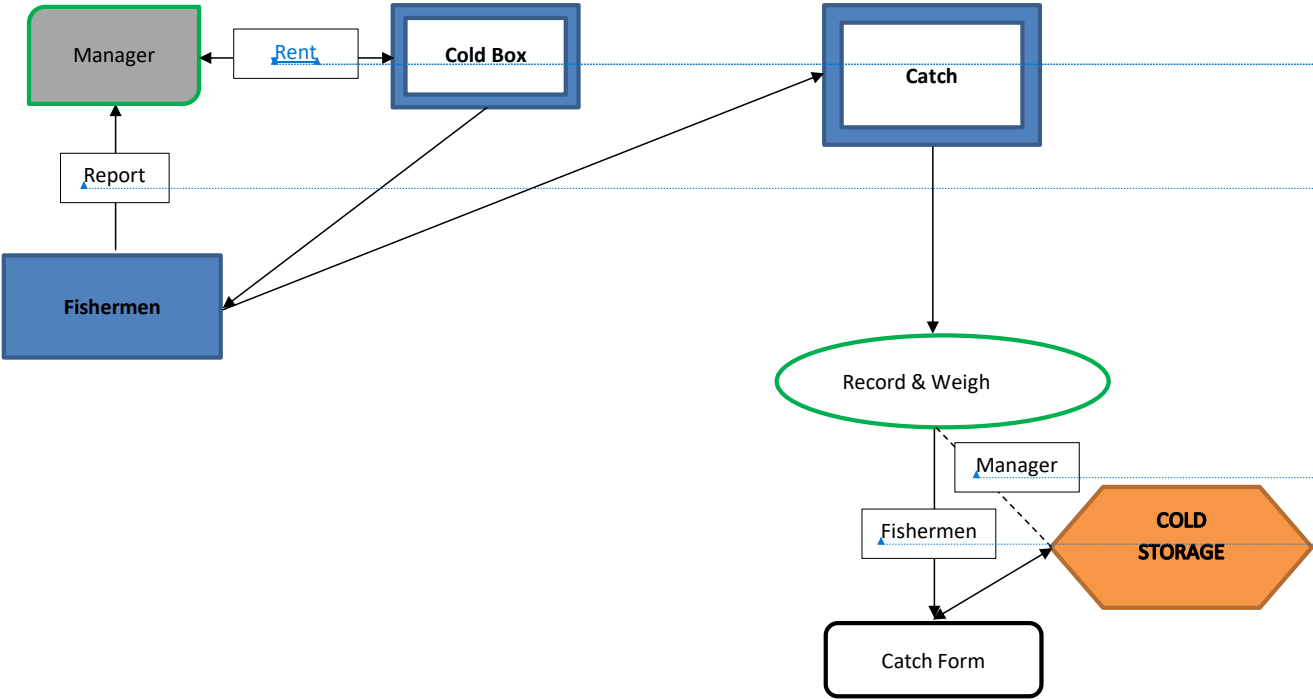 Manager
Rent
Cold Box
Catch
Report
Fishermen
Record & Weigh
Manager
Fishermen
COLD
STORAGE
Catch Form